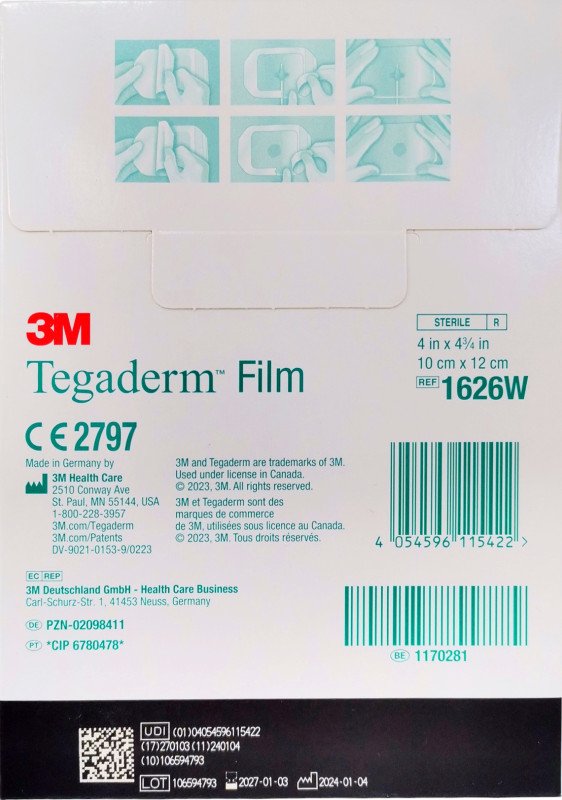 3M
Tegaderm™ Film
STERILE R
4 in x 4¾ in
10 cm x 12 cm
REF 1626W
CE 2797
Made in Germany by
3M Health Care
2510 Conway Ave
St. Paul, MN 55144, USA
1-800-228-3957
3M.com/Tegaderm
3M.com/Patents
DV-9021-0153-9/0223
3M and Tegaderm are trademarks of 3M.
Used under license in Canada.
© 2023, 3M. All rights reserved.
3M et Tegaderm sont des
marques de commerce
de 3M, utilisées sous licence au Canada.
© 2023, 3M. Tous droits réservés.
4 054596 115422 >
EC REP
3M Deutschland GmbH - Health Care Business
Carl-Schurz-Str. 1, 41453 Neuss, Germany
DE PZN-02098411
PT *CIP 6780478*
BE 1170281
UDI (01)04054596115422
(17)270103(11)240104
(10)106594793
LOT 106594793 2027-01-03 2024-01-04